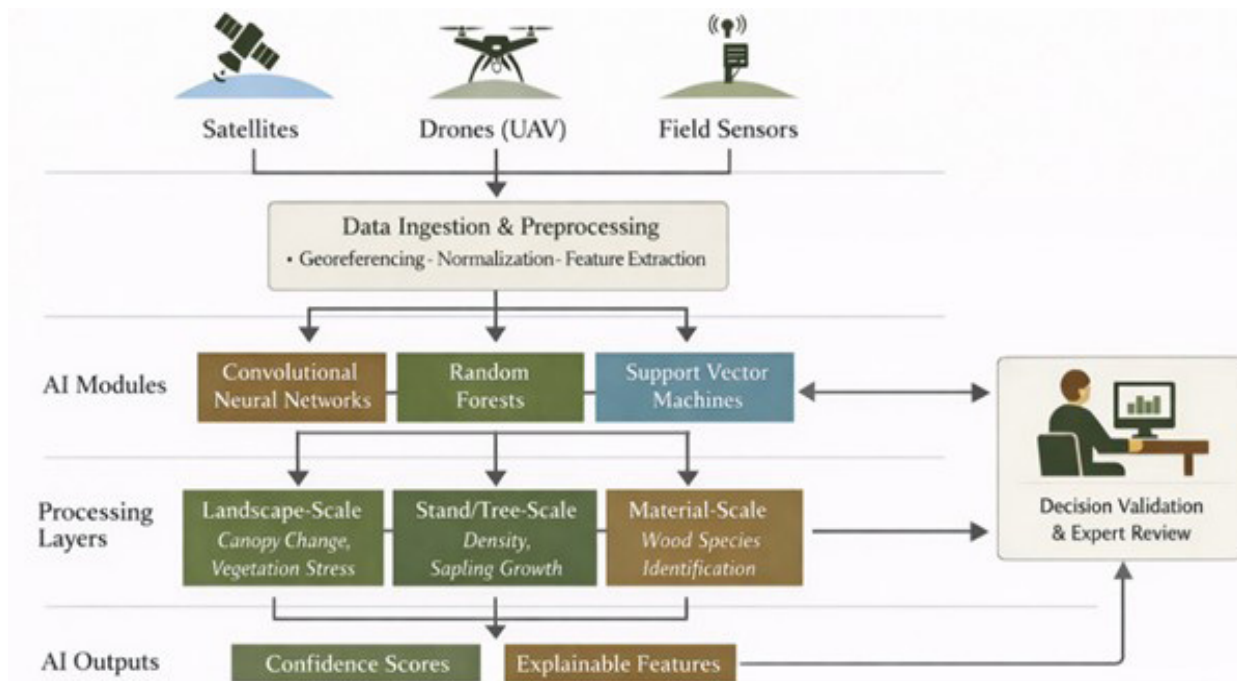 Satellites
Drones (UAV)
Field Sensors
Data Ingestion & Preprocessing
• Georeferencing - Normalization - Feature Extraction
AI Modules
Convolutional
Neural Networks
Random
Forests
Support Vector
Machines
Processing
Layers
Landscape-Scale
Canopy Change,
Vegetation Stress
Stand/Tree-Scale
Density,
Sapling Growth
Material-Scale
Wood Species
Identification
Decision Validation
& Expert Review
AI Outputs
Confidence Scores
Explainable Features